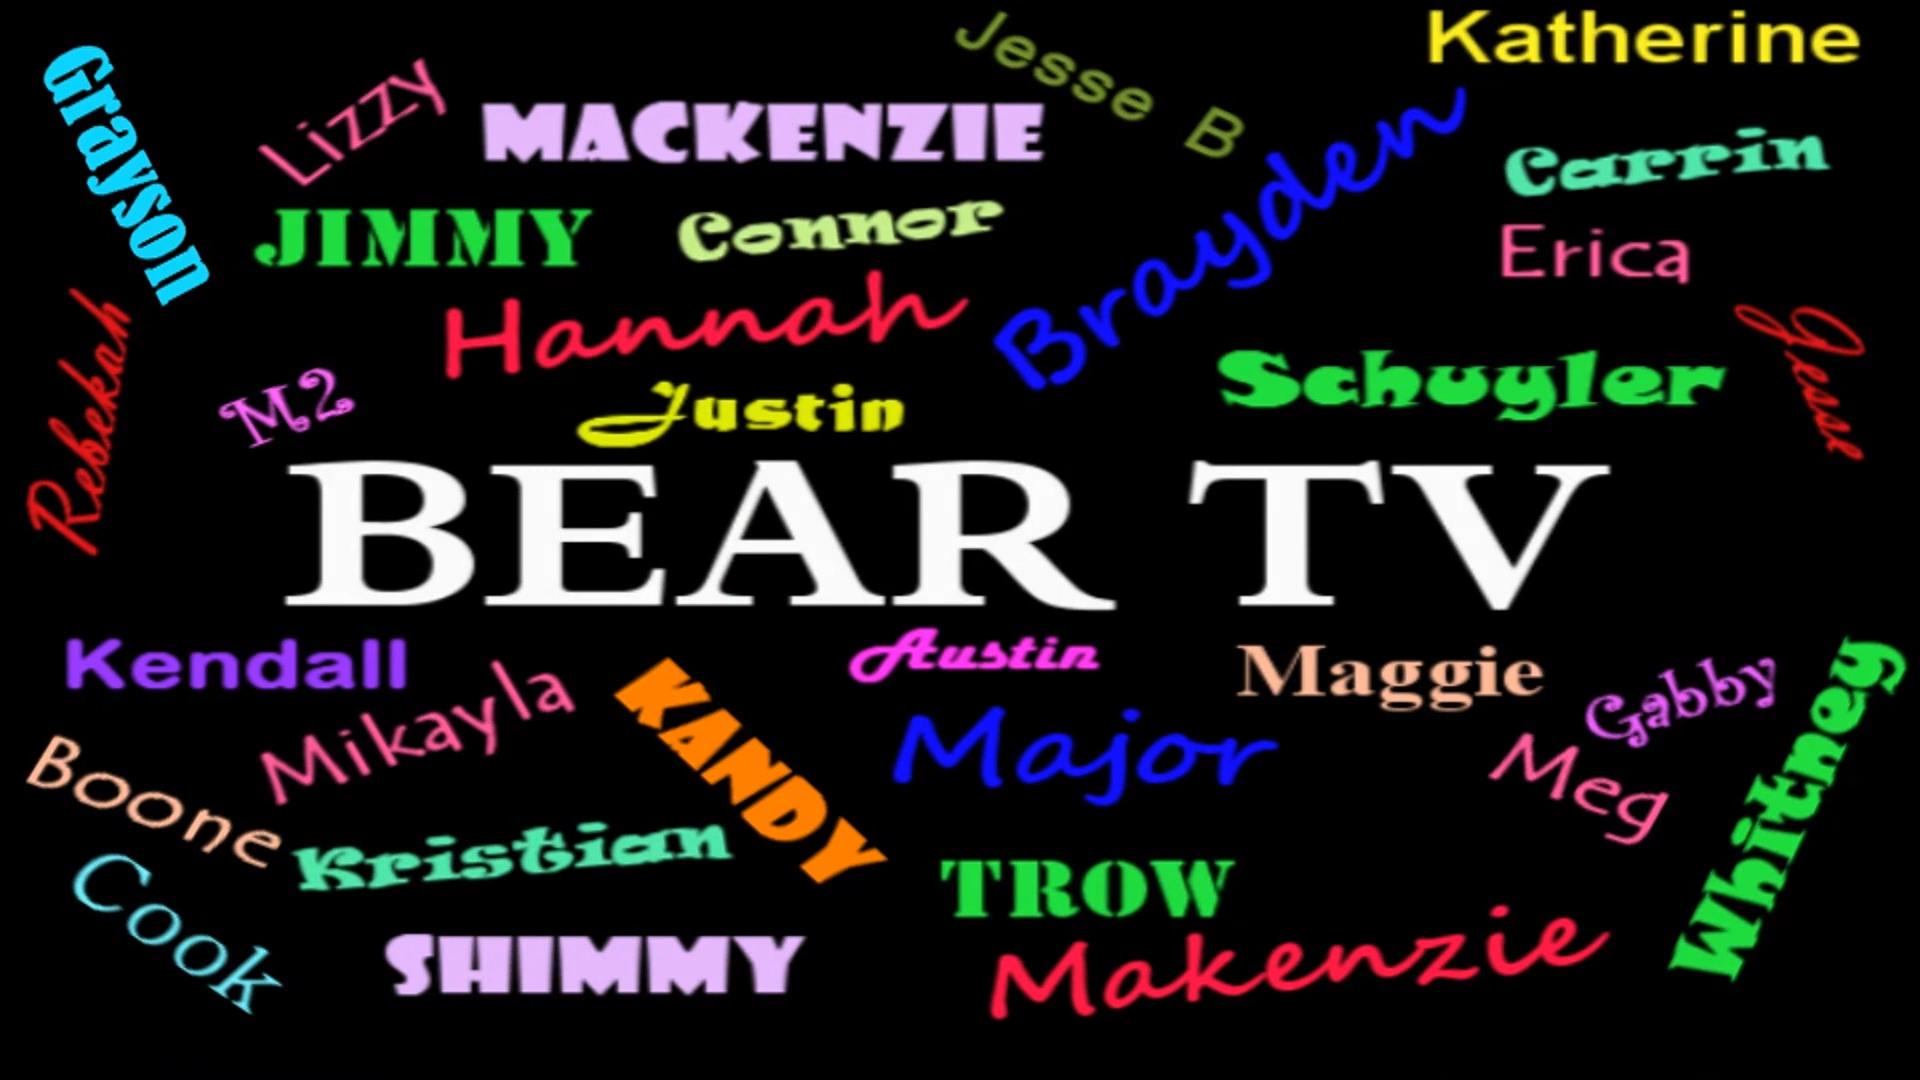 Grayson
Lizzy
MACKENZIE
Jesse B
Katherine
JIMMY
Connor
Brayden
Carrin
Erica
Rebekah
M2
Hannah
Justin
Schuyler
Jesse
BEAR TV
Kendall
Mikayla
KANDY
Austin
Maggie
Gabby
Whitney
Boone
Kristian
Major
Meg
Cook
SHIMMY
TROW
Makenzie